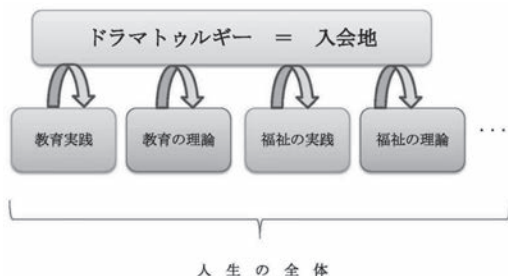 ドラマトゥルギー ＝ 入会地
教育実践 教育の理論 福祉の実践 福祉の理論 ・・・
人生の全体